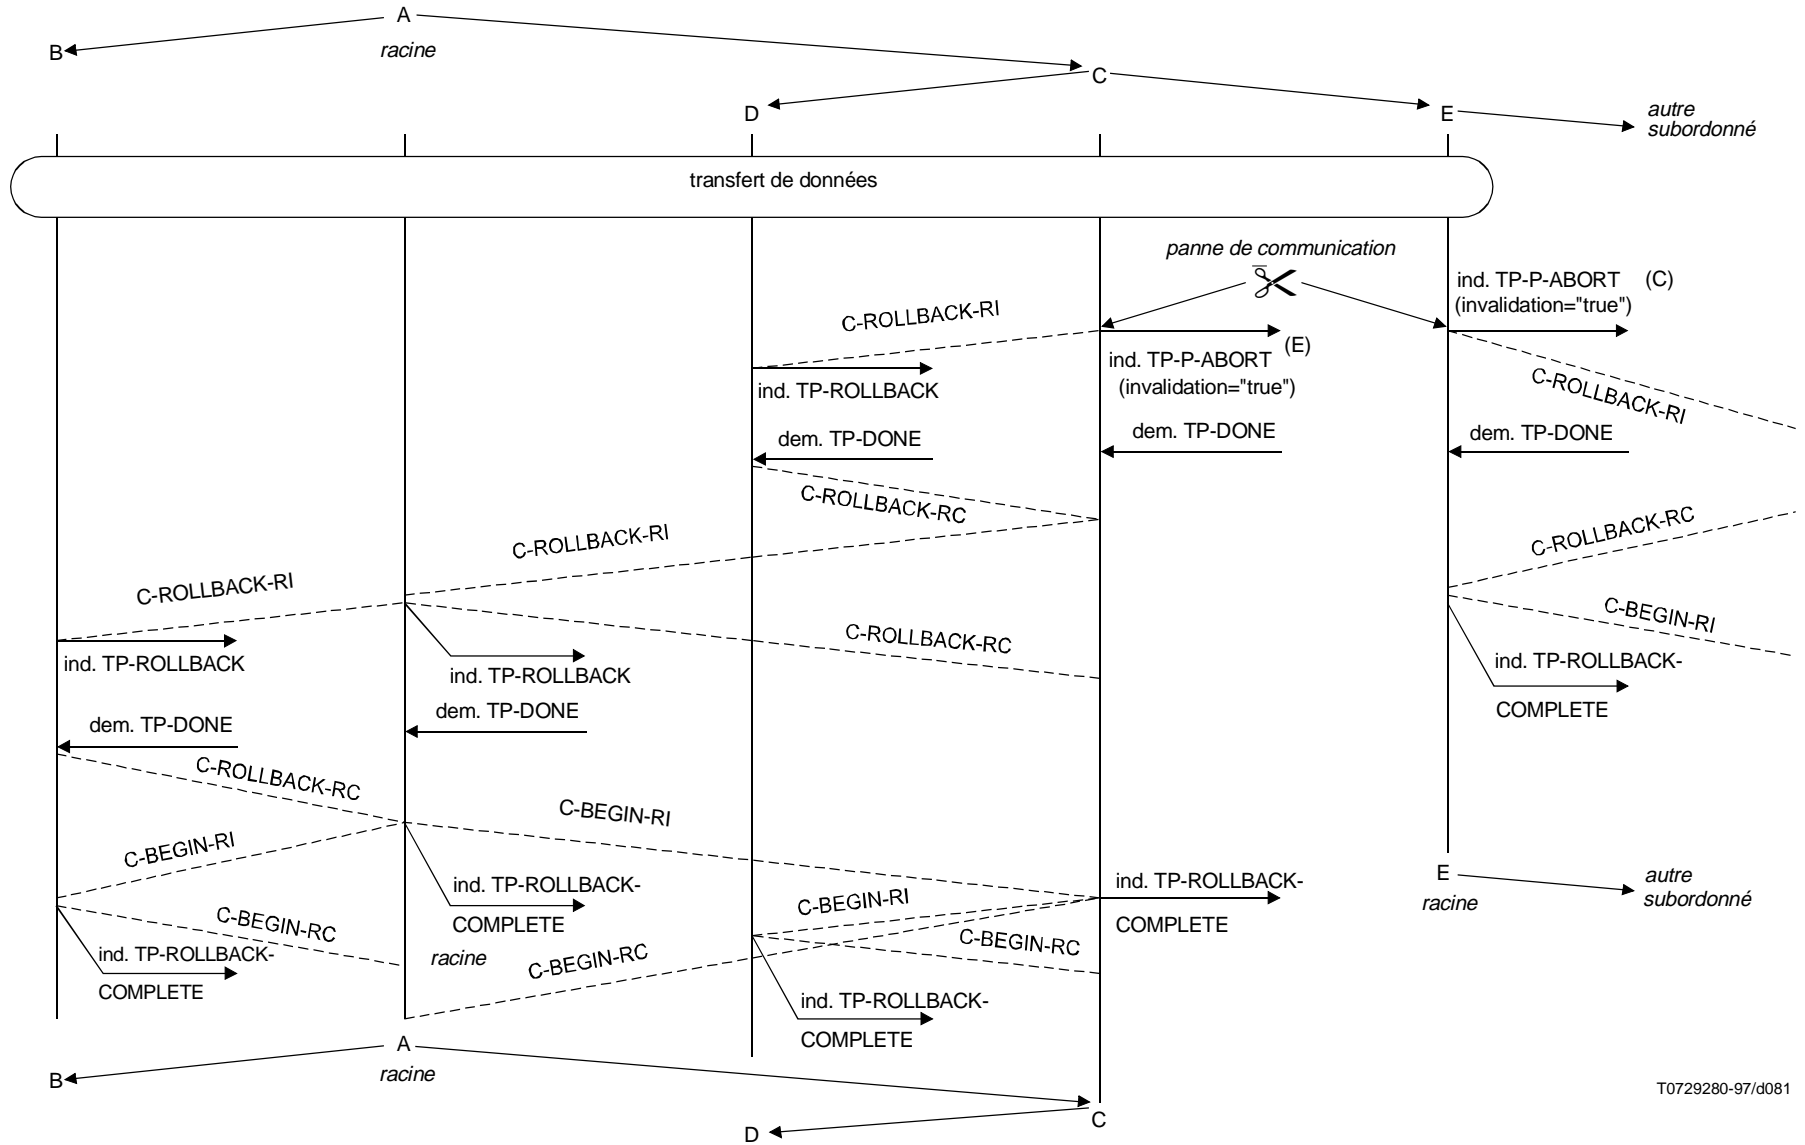 A
B
racine
C
D
E
autre
subordonné
transfert de données
panne de communication
ind. TP-P-ABORT (C)
(invalidation="true")
C-ROLLBACK-RI
(E)
ind. TP-P-ABORT
(invalidation="true")
ind. TP-ROLLBACK
C-ROLLBACK-RI
dem. TP-DONE
dem. TP-DONE
dem. TP-DONE
C-ROLLBACK-RC
C-ROLLBACK-RC
C-ROLLBACK-RI
C-ROLLBACK-RI
C-BEGIN-RI
C-ROLLBACK-RC
ind. TP-ROLLBACK
ind. TP-ROLLBACK
ind. TP-ROLLBACK-
COMPLETE
dem. TP-DONE
dem. TP-DONE
C-ROLLBACK-RC
C-BEGIN-RI
C-BEGIN-RI
ind. TP-ROLLBACK-
COMPLETE
C-BEGIN-RI
ind. TP-ROLLBACK-
COMPLETE
E
racine
autre
subordonné
C-BEGIN-RC
C-BEGIN-RC
ind. TP-ROLLBACK-
COMPLETE
racine
C-BEGIN-RC
ind. TP-ROLLBACK-
COMPLETE
A
racine
B
C
D
T0729280-97/d081